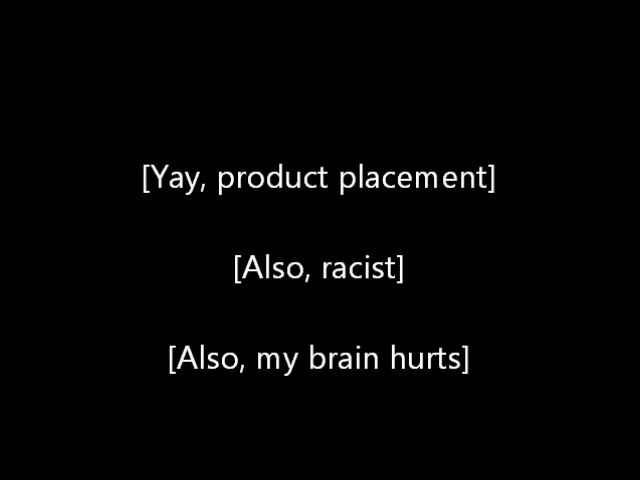 [Yay, product placement]
[Also, racist]
[Also, my brain hurts]